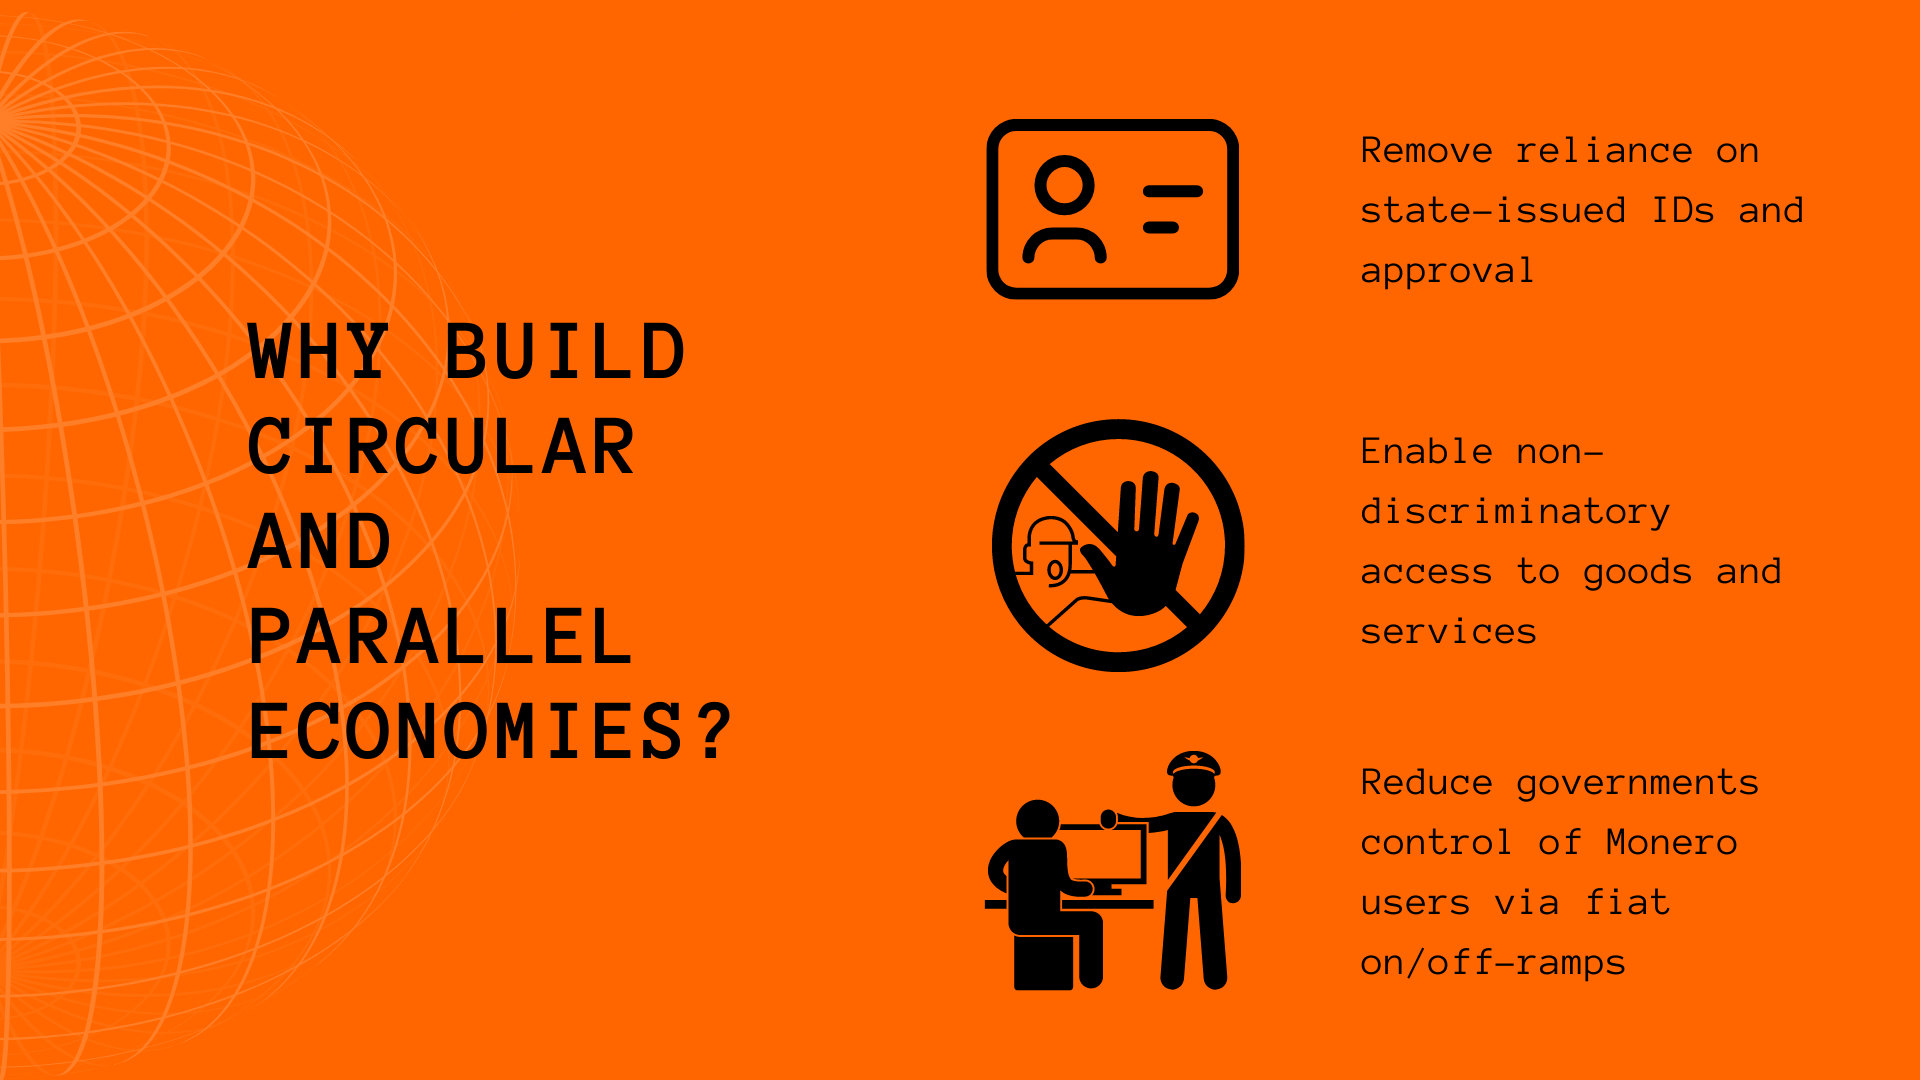 WHY BUILD
CIRCULAR
AND
PARALLEL
ECONOMIES?
Remove reliance on
state-issued IDs and
approval
Enable non-
discriminatory
access to goods and
services
Reduce governments
control of Monero
users via fiat
on/off-ramps